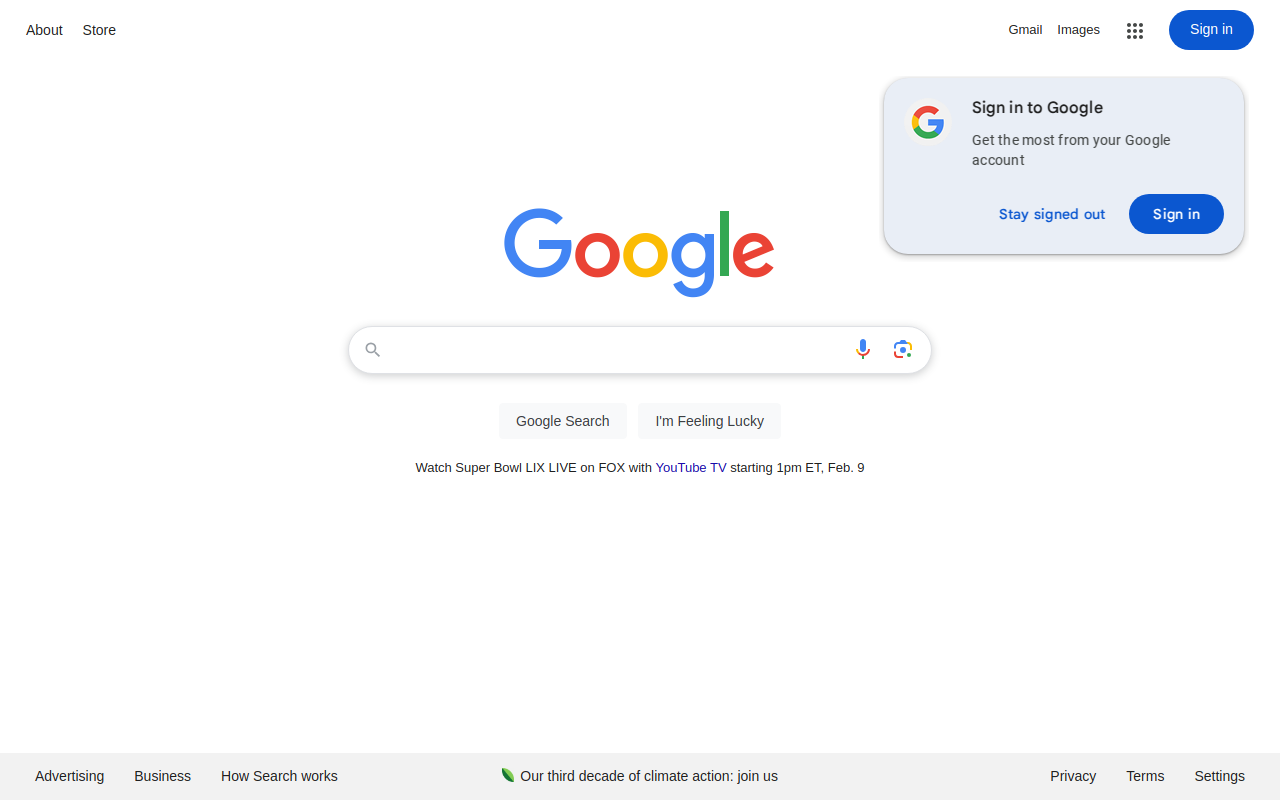 About
Store
Gmail
Images
Sign in
Sign in to Google
Get the most from your Google
account
Stay signed out
Sign in
Google
Google Search
I'm Feeling Lucky
Watch Super Bowl LIX LIVE on FOX with YouTube TV starting 1pm ET, Feb. 9
Advertising
Business
How Search works
Our third decade of climate action: join us
Privacy
Terms
Settings